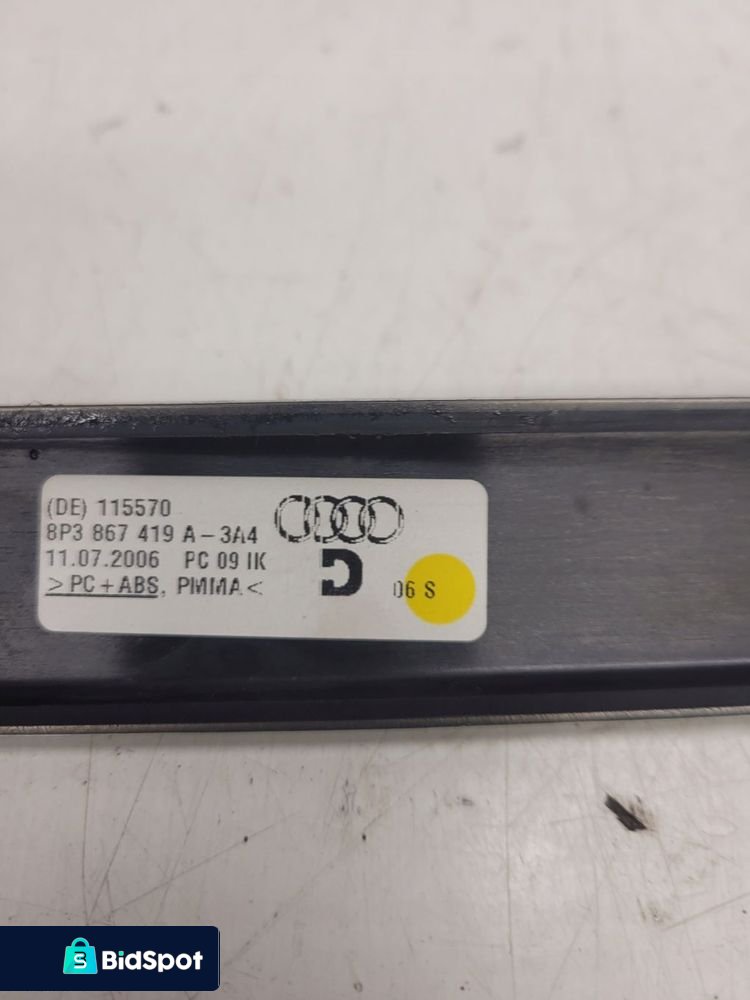 (DE) 115570
8P3 867 419 A-3A4
11.07.2006 PC 09 IK
>PC+ABS, PMMA<
06 S
BidSpot